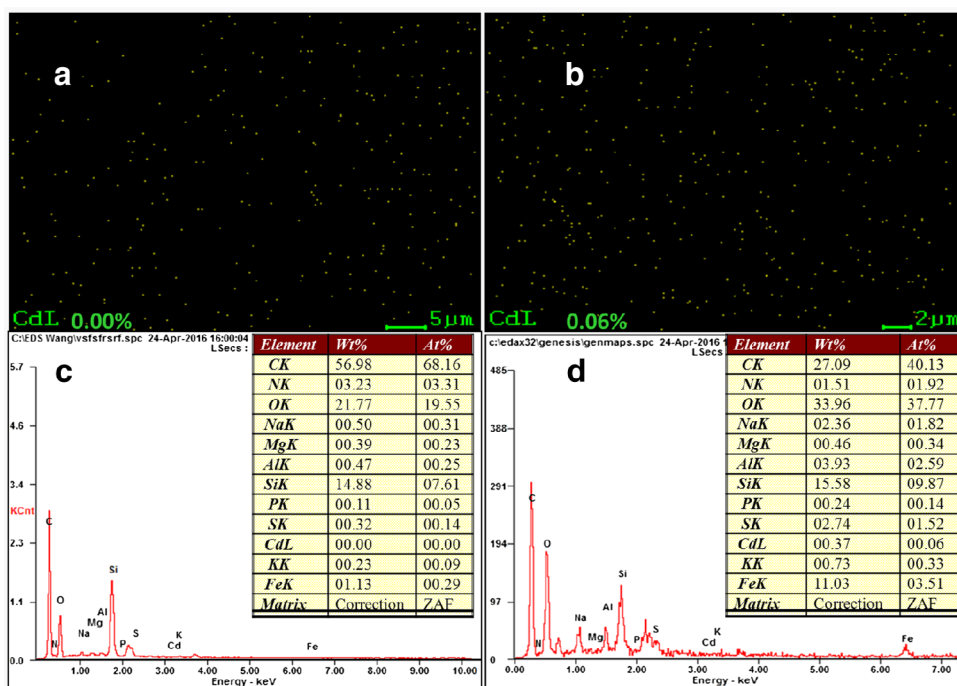 a
b
CdL 0.00%
5µm
CdL 0.06%
2µm
C:\EDS Wang\vsfsfrsrf.spc 24-Apr-2016 16:00:04
LSecs :
c
5.7
4.6
3.4
KCnt
2.3
1.1
0.0
C
N
O
Na
Mg
Al
Si
P
S
Cd
K
Fe
1.00 2.00 3.00 4.00 5.00 6.00 7.00 8.00 9.00 10.00
Energy - keV
Element Wt% At%
CK 56.98 68.16
NK 03.23 03.31
OK 21.77 19.55
NaK 00.50 00.31
MgK 00.39 00.23
AlK 00.47 00.25
SiK 14.88 07.61
PK 00.11 00.05
SK 00.32 00.14
CdL 00.00 00.00
KK 00.23 00.09
FeK 01.13 00.29
Matrix Correction ZAF
c:\edax32\genesis\genmaps.spc 24-Apr-2016 1
LSecs
d
485
388
291
194
97
0
C
N
O
Na
Mg
Al
Si
P
S
Cd
K
Fe
0.00 1.00 2.00 3.00 4.00 5.00 6.00 7.00
Energy - keV
Element Wt% At%
CK 27.09 40.13
NK 01.51 01.92
OK 33.96 37.77
NaK 02.36 01.82
MgK 00.46 00.34
AlK 03.93 02.59
SiK 15.58 09.87
PK 00.24 00.14
SK 02.74 01.52
CdL 00.37 00.06
KK 00.73 00.33
FeK 11.03 03.51
Matrix Correction ZAF